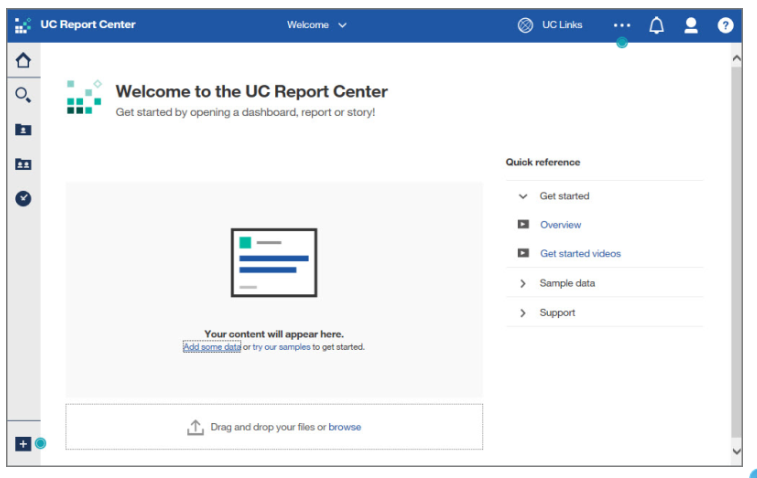 UC Report Center
Welcome
UC Links
?
Welcome to the UC Report Center
Get started by opening a dashboard, report or story!
Quick reference
Get started
Overview
Get started videos
Sample data
Support
Your content will appear here.
Add some data or try our samples to get started.
Drag and drop your files or browse